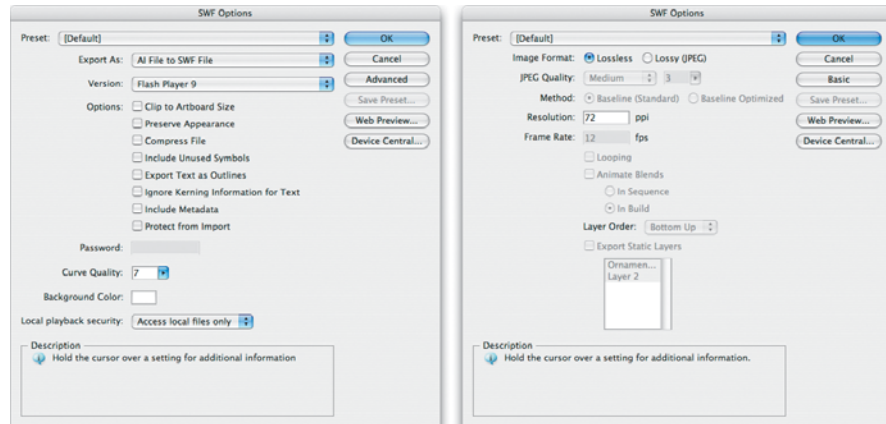 SWF Options
Preset: [Default]
OK
Export As: AI File to SWF File
Cancel
Version: Flash Player 9
Advanced
Options: Clip to Artboard Size
Save Preset...
Preserve Appearance
Web Preview...
Compress File
Device Central...
Include Unused Symbols
Export Text as Outlines
Ignore Kerning Information for Text
Include Metadata
Protect from Import
Password:
Curve Quality: 7
Background Color:
Local playback security: Access local files only
Description
Hold the cursor over a setting for additional information
SWF Options
Preset: [Default]
OK
Image Format: Lossless Lossy (JPEG)
Cancel
JPEG Quality: Medium 3
Basic
Method: Baseline (Standard) Baseline Optimized
Save Preset...
Resolution: 72 ppi
Web Preview...
Frame Rate: 12 fps
Device Central...
Looping
Animate Blends
In Sequence
In Build
Layer Order: Bottom Up
Export Static Layers
Ornamen...
Layer 2
Description
Hold the cursor over a setting for additional information.